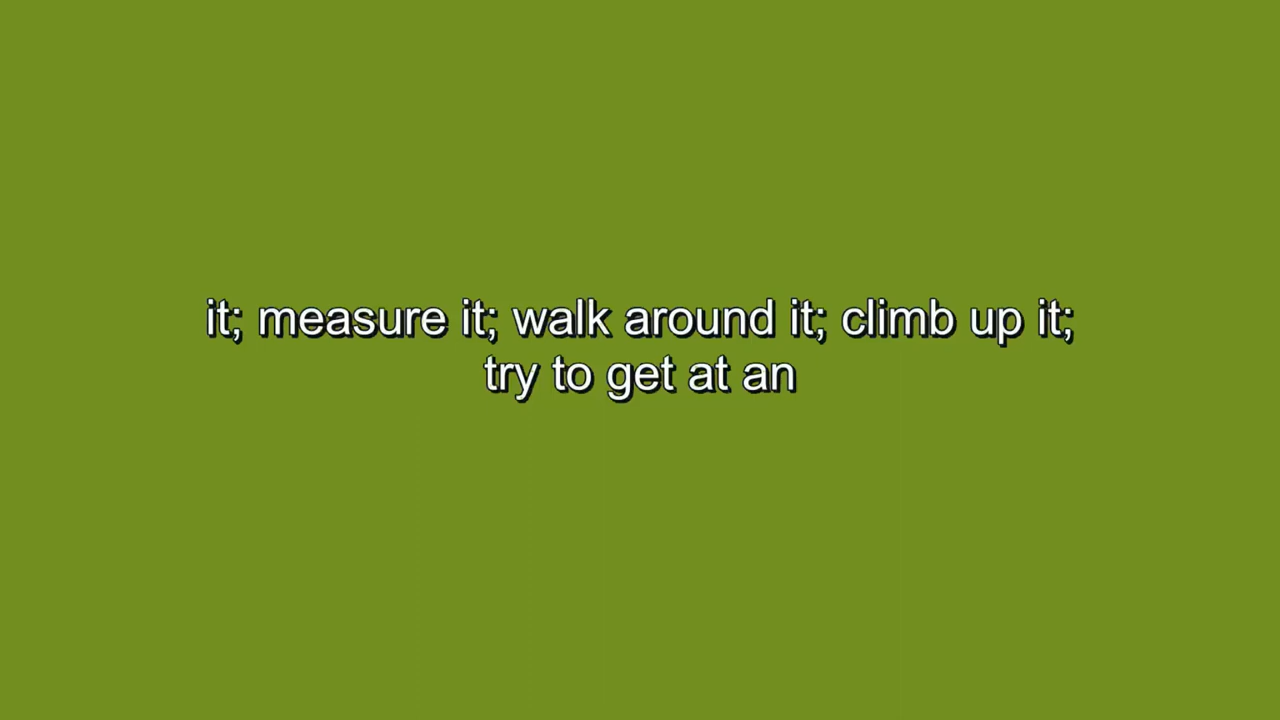 it; measure it; walk around it; climb up it;
try to get at an